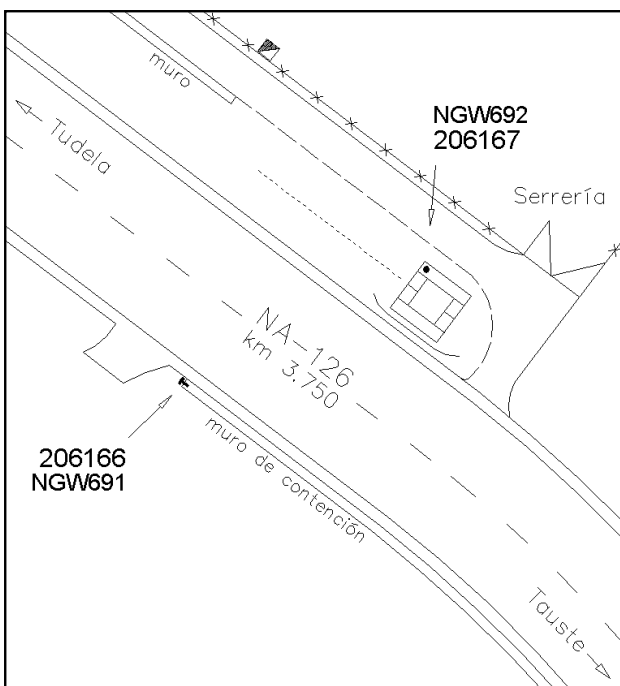 muro
NGW692
206167
Tudela
Serrería
NA-126
km 3,750
206166
NGW691
muro de contención
Tauste